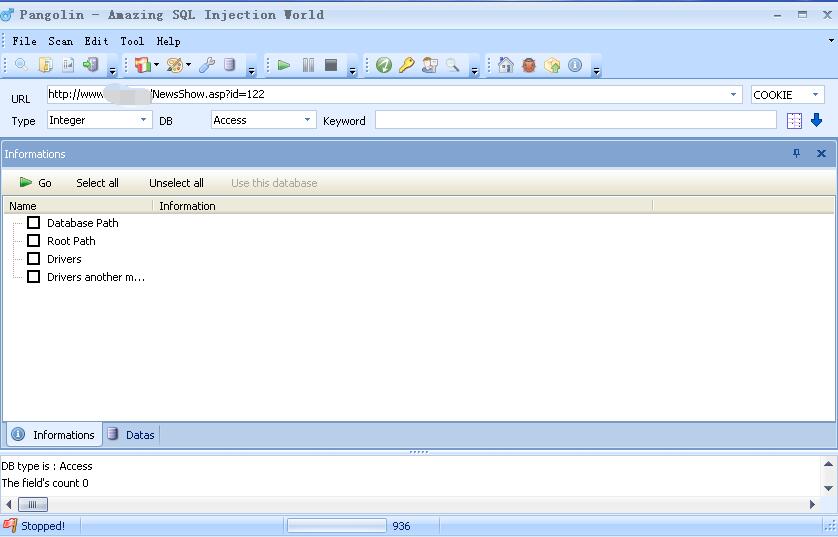 Pangolin - Amazing SQL Injection World
File Scan Edit Tool Help
URL http://www /NewsShow.asp?id=122 COOKIE
Type Integer DB Access Keyword
Informations
Go Select all Unselect all Use this database
Name Information
Database Path
Root Path
Drivers
Drivers another m...
Informations Datas
DB type is : Access
The field's count 0
Stopped! 936